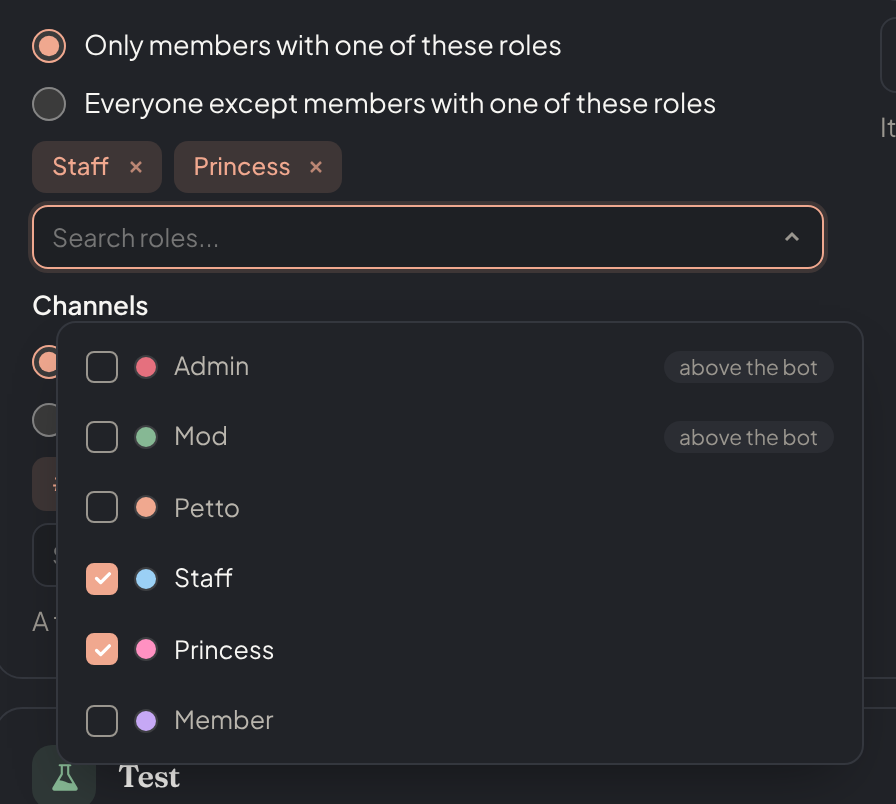 Only members with one of these roles
Everyone except members with one of these roles
Staff ×
Princess ×
Search roles...
Channels
Admin above the bot
Mod above the bot
Petto
Staff
Princess
Member
Test
It
A